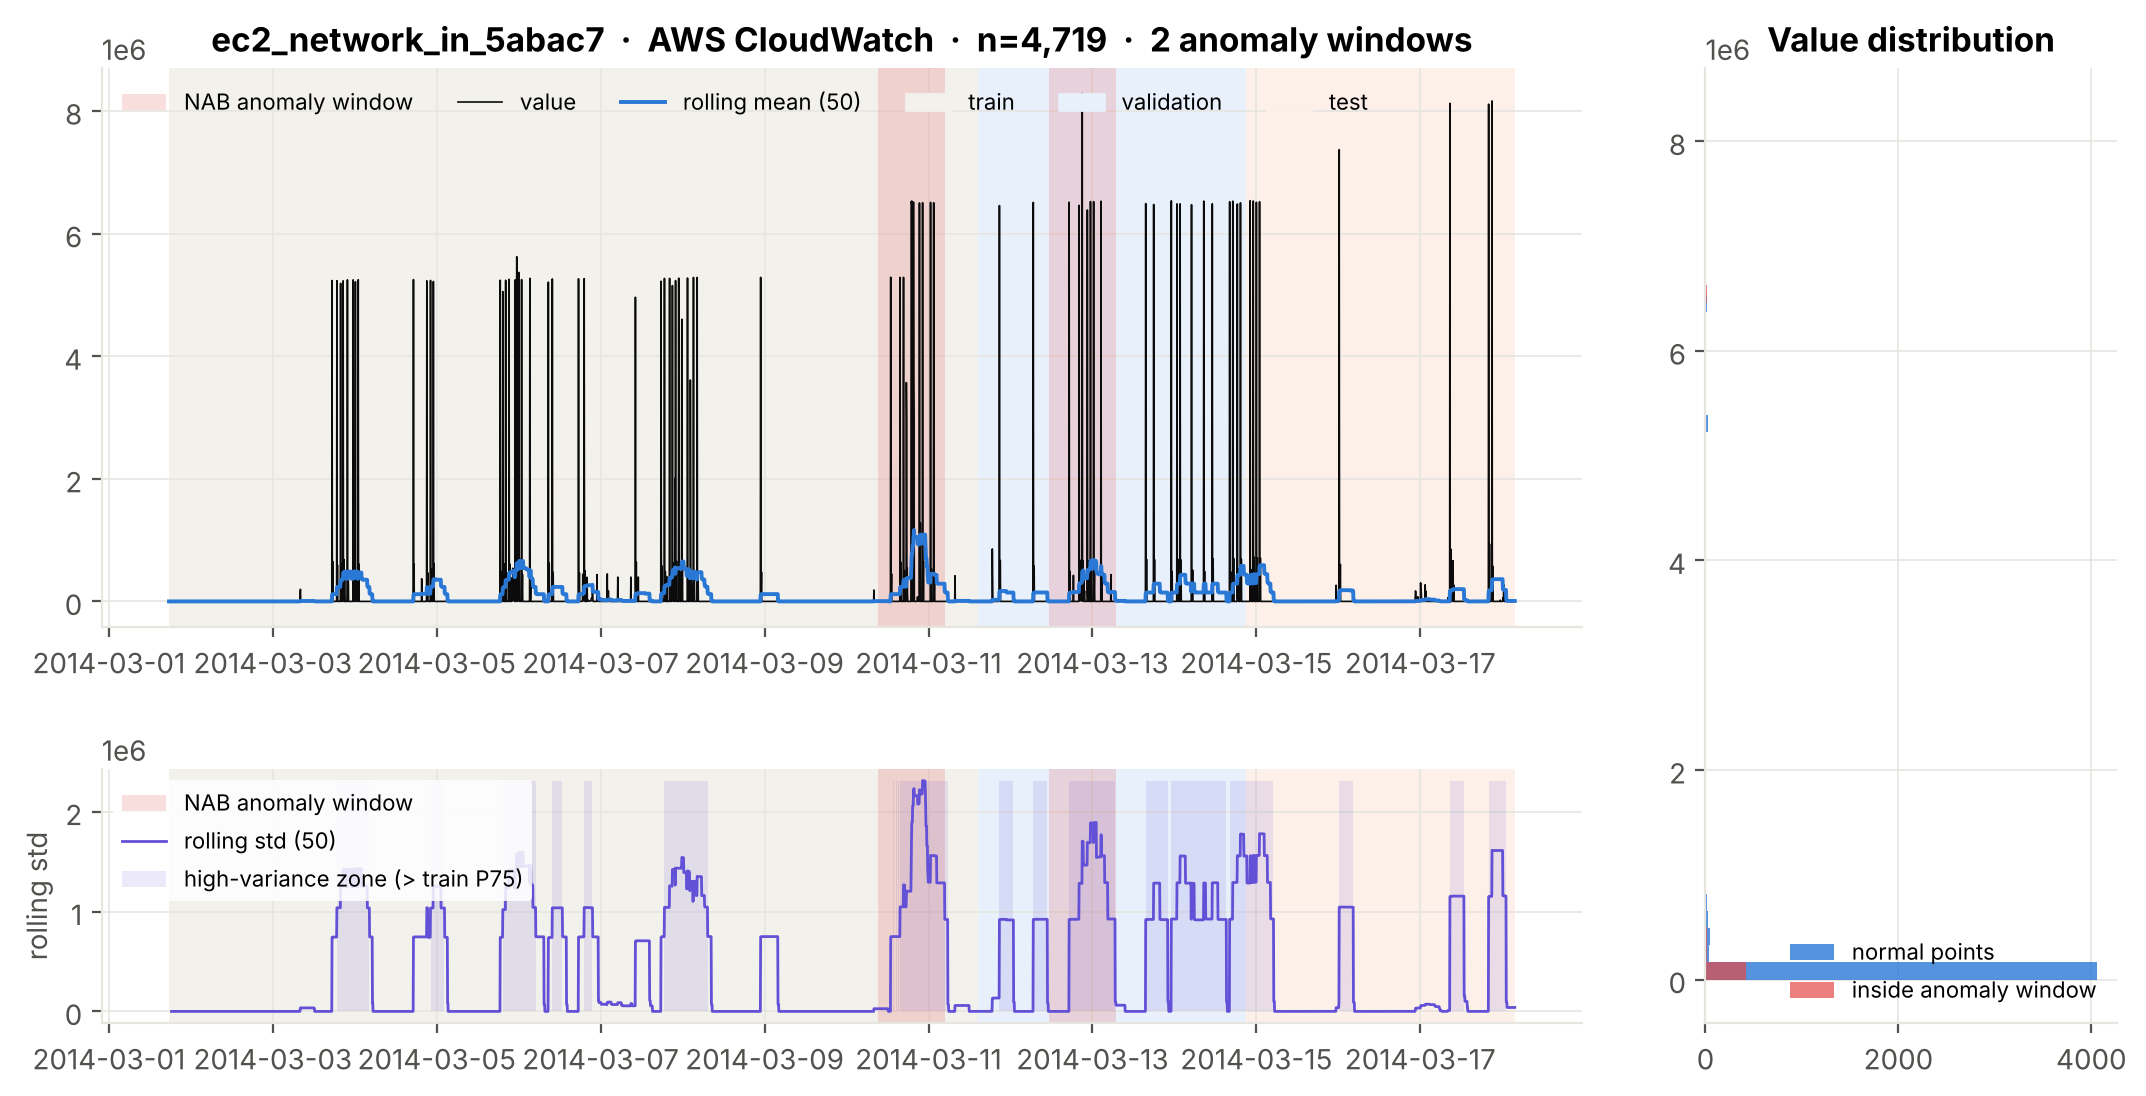 ec2_network_in_5abac7 · AWS CloudWatch · n=4,719 · 2 anomaly windows
1e6
NAB anomaly window value rolling mean (50) train validation test
8
6
4
2
0
2014-03-01 2014-03-03 2014-03-05 2014-03-07 2014-03-09 2014-03-11 2014-03-13 2014-03-15 2014-03-17
1e6
rolling std
NAB anomaly window
rolling std (50)
high-variance zone (> train P75)
2
1
0
2014-03-01 2014-03-03 2014-03-05 2014-03-07 2014-03-09 2014-03-11 2014-03-13 2014-03-15 2014-03-17
Value distribution
1e6
8
6
4
2
0
normal points
inside anomaly window
0 2000 4000